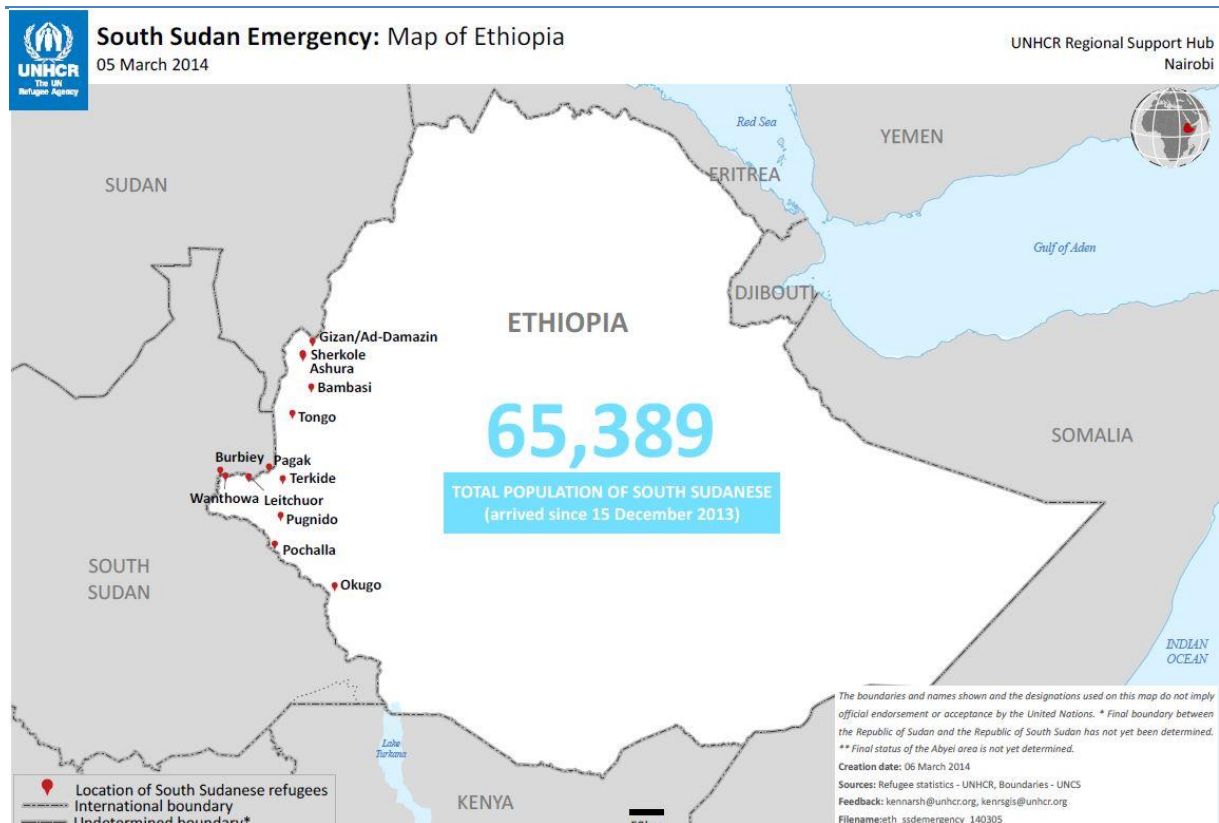 South Sudan Emergency: Map of Ethiopia
05 March 2014
UNHCR
The UN
Refugee Agency
UNHCR Regional Support Hub
Nairobi
Red Sea
YEMEN
ERITREA
SUDAN
Gulf of Aden
DJIBOUTI
ETHIOPIA
Gizan/Ad-Damazin
Sherkole
Ashura
Bambasi
Tongo
65,389
TOTAL POPULATION OF SOUTH SUDANESE
(arrived since 15 December 2013)
SOMALIA
Burbiey
Pagak
Terkide
Wanthowa
Leitchuor
Pugnido
Pochalla
Okugo
SOUTH
SUDAN
INDIAN
OCEAN
Lake
Turkana
KENYA
Location of South Sudanese refugees
International boundary
Undetermined boundary*
The boundaries and names shown and the designations used on this map do not imply
official endorsement or acceptance by the United Nations. * Final boundary between
the Republic of Sudan and the Republic of South Sudan has not yet been determined.
** Final status of the Abyei area is not yet determined.
Creation date: 06 March 2014
Sources: Refugee statistics - UNHCR, Boundaries - UNCS
Feedback: kennarsh@unhcr.org, kenrsgis@unhcr.org
Filename:eth_ssdemergency_140305